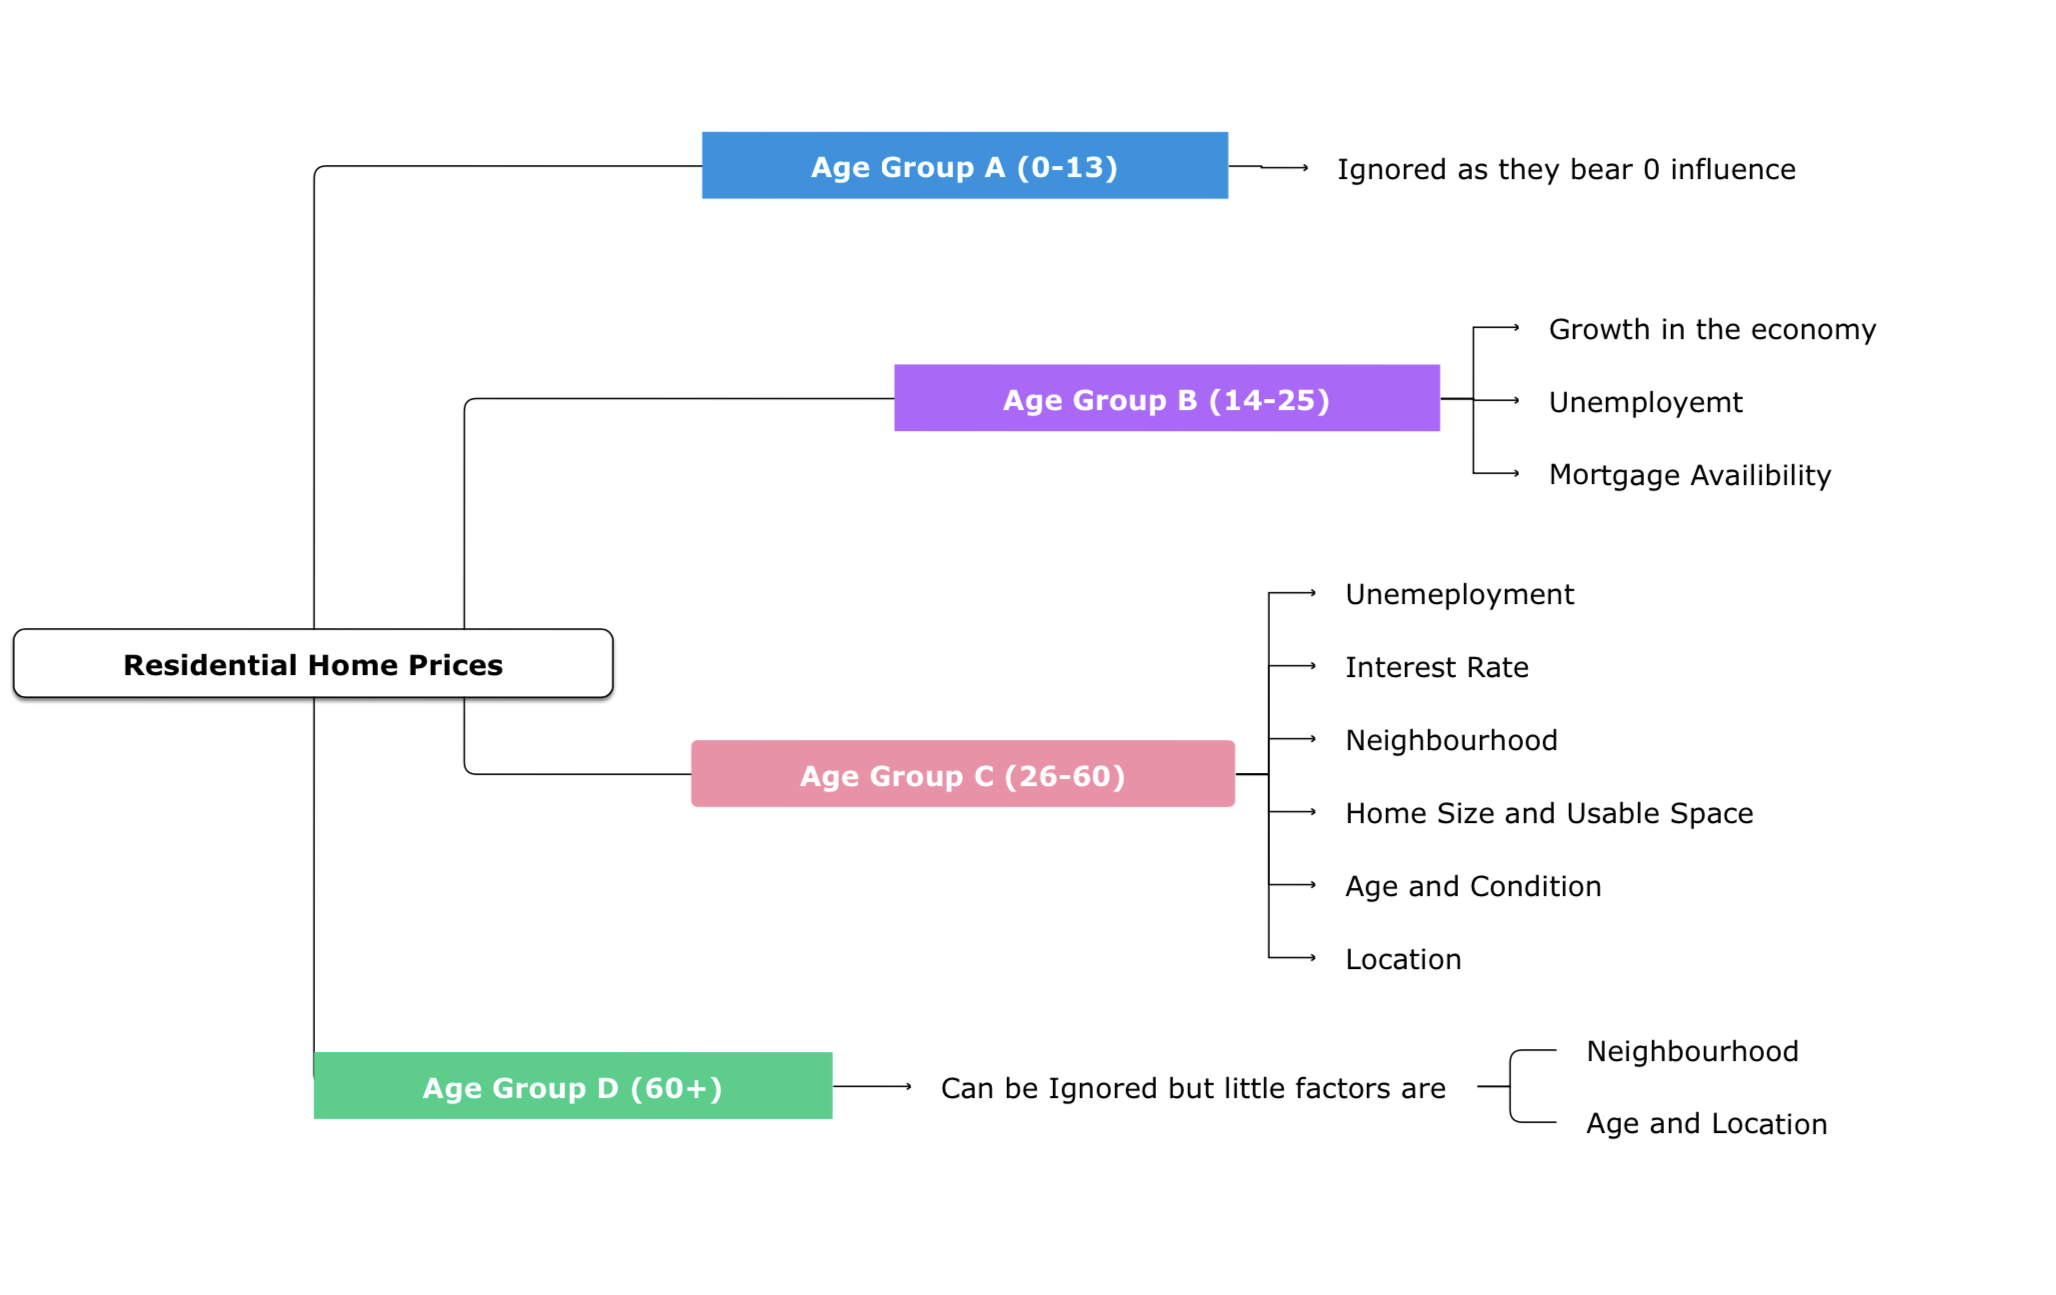 Age Group A (0-13)
Ignored as they bear 0 influence
Age Group B (14-25)
Growth in the economy
Unemployemt
Mortgage Availibility
Residential Home Prices
Age Group C (26-60)
Unemeployment
Interest Rate
Neighbourhood
Home Size and Usable Space
Age and Condition
Location
Age Group D (60+)
Can be Ignored but little factors are
Neighbourhood
Age and Location